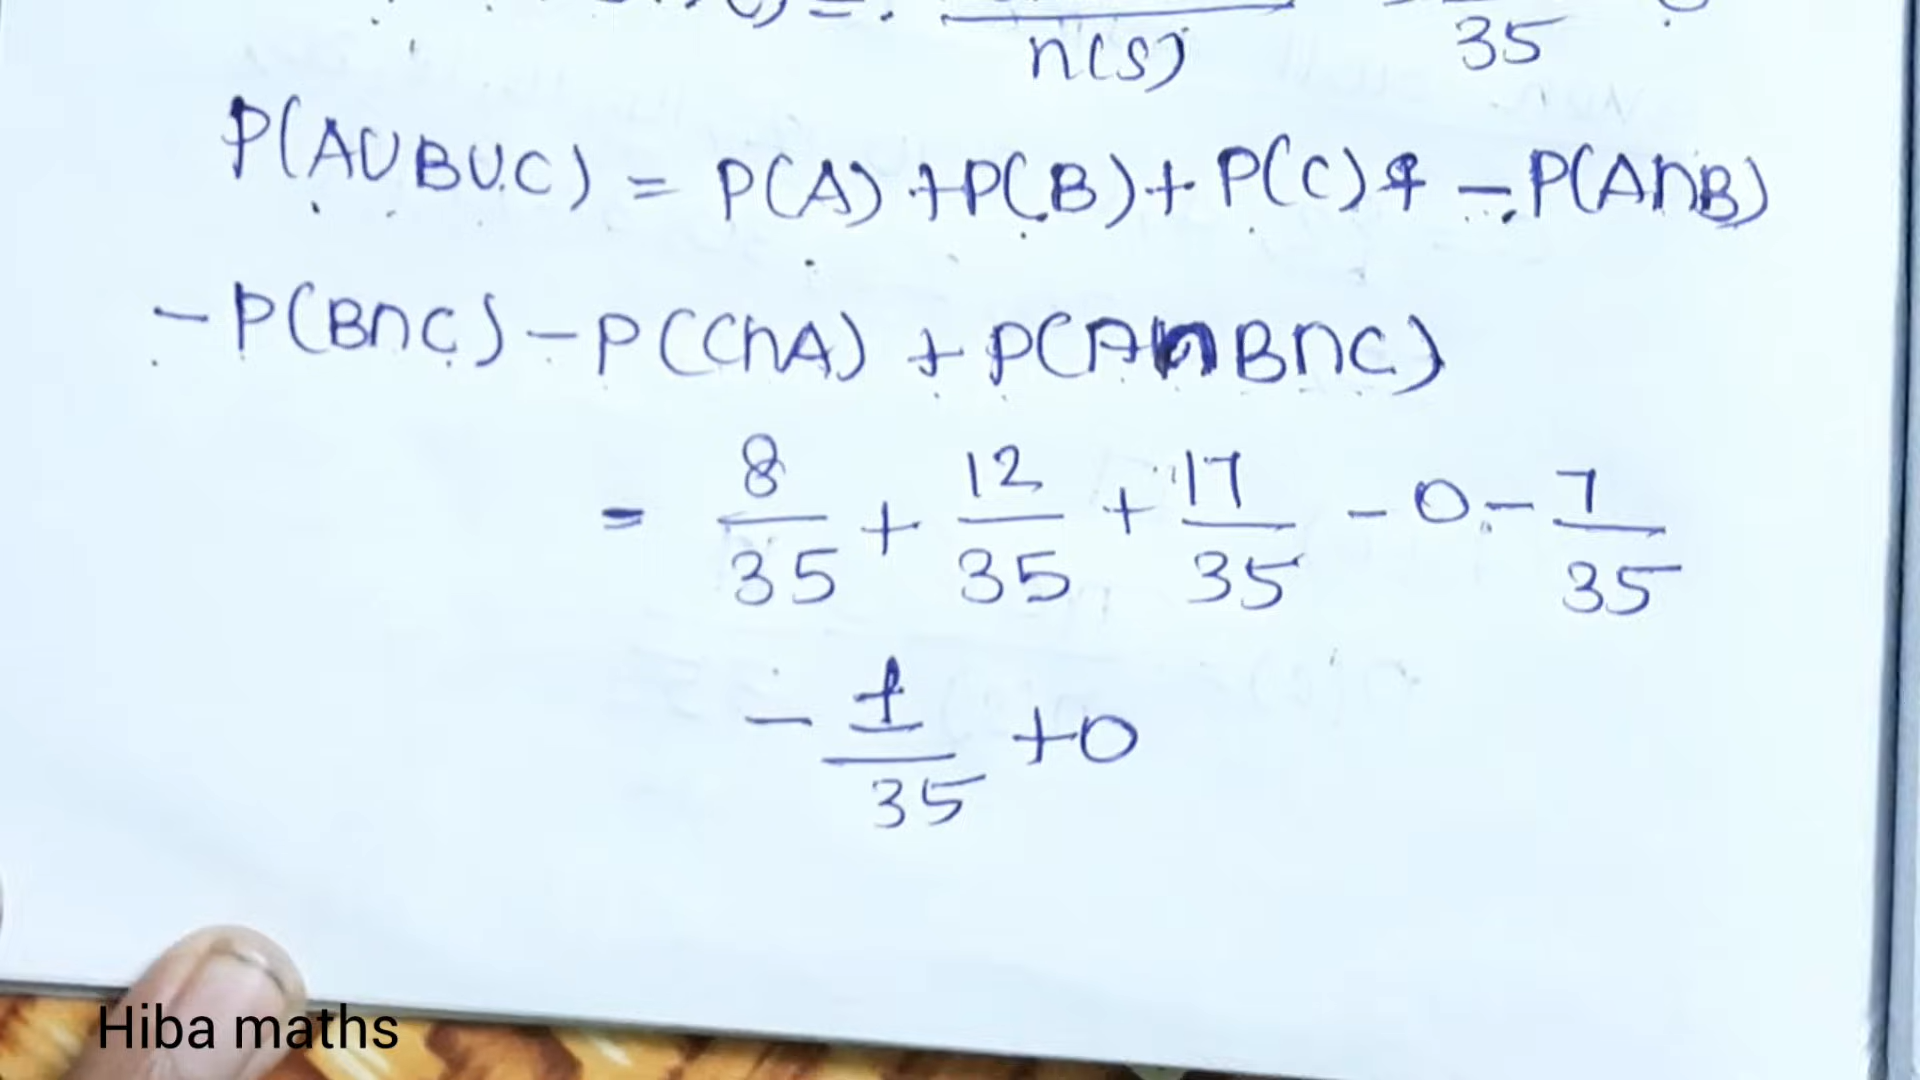 n(s) 35
P(A∪B∪C) = P(A) + P(B) + P(C) - P(A∩B)
- P(B∩C) - P(C∩A) + P(A∩B∩C)
= 8/35 + 12/35 + 17/35 - 0 - 7/35
- 1/35 + 0
Hiba maths